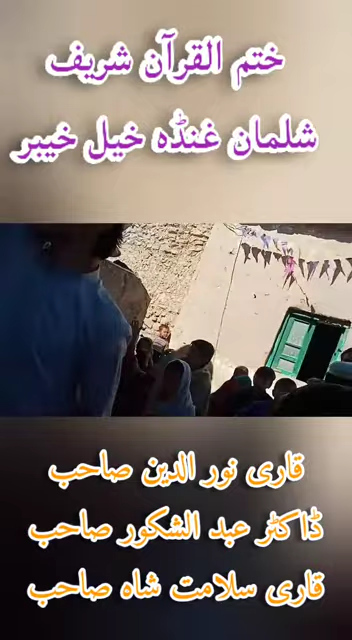 ختم القرآن شریف
شلمان غنڈہ خیل خیبر
قاری نور الدین صاحب
ڈاکٹر عبد الشکور صاحب
قاری سلامت شاہ صاحب